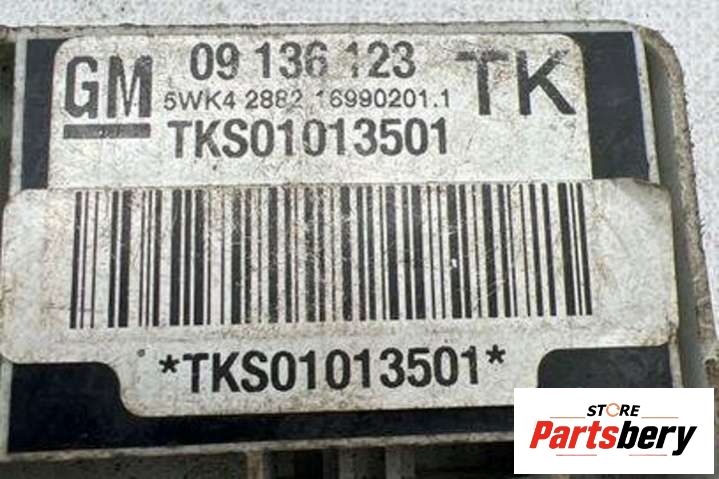 GM 09 136 123 TK
5WK4 2882 16990201.1
TKS01013501
*TKS01013501*
STORE
Partsbery